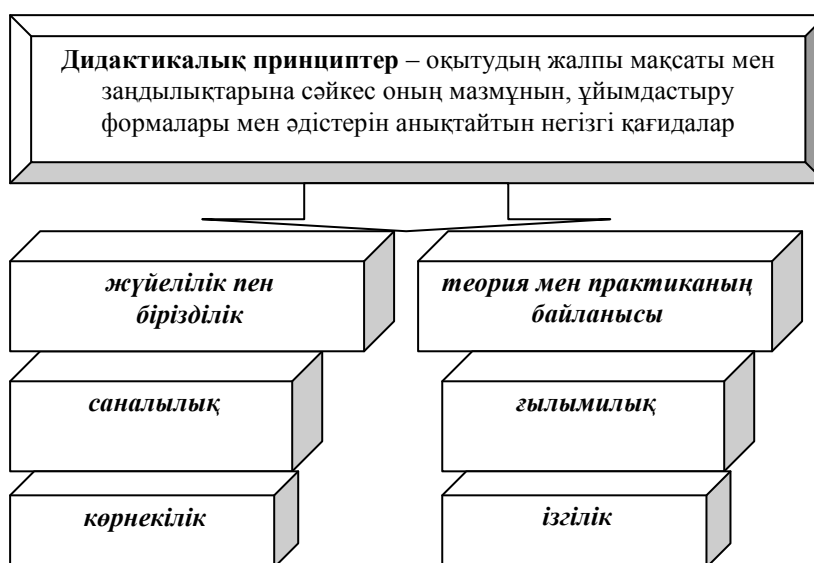 Дидактикалық принциптер – оқытудың жалпы мақсаты мен
заңдылықтарына сәйкес оның мазмұнын, ұйымдастыру
формалары мен әдістерін анықтайтын негізгі қағидалар
жүйелілік пен
бірізділік
теория мен практиканың
байланысы
саналылық
ғылымилық
көрнекілік
ізгілік